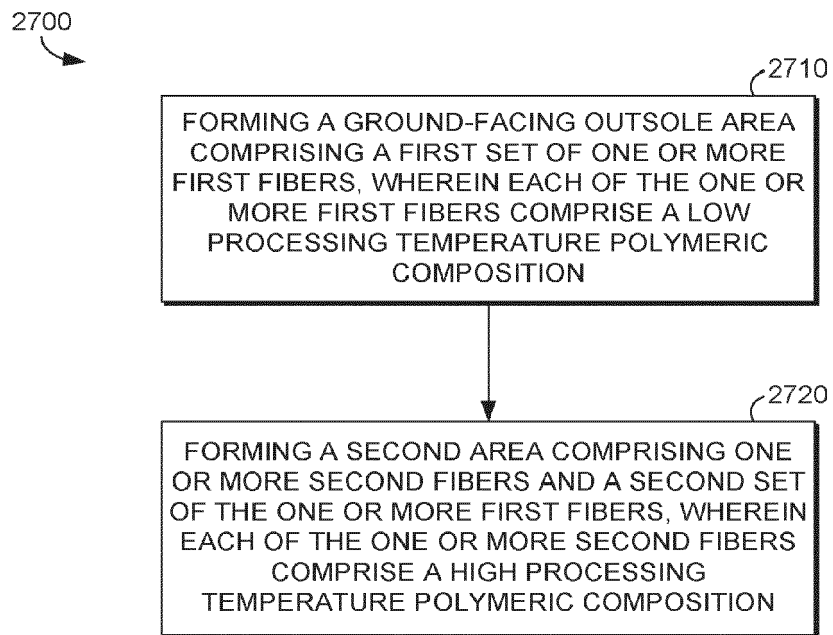 2700
2710
FORMING A GROUND-FACING OUTSOLE AREA
COMPRISING A FIRST SET OF ONE OR MORE
FIRST FIBERS, WHEREIN EACH OF THE ONE OR
MORE FIRST FIBERS COMPRISE A LOW
PROCESSING TEMPERATURE POLYMERIC
COMPOSITION
2720
FORMING A SECOND AREA COMPRISING ONE
OR MORE SECOND FIBERS AND A SECOND SET
OF THE ONE OR MORE FIRST FIBERS, WHEREIN
EACH OF THE ONE OR MORE SECOND FIBERS
COMPRISE A HIGH PROCESSING
TEMPERATURE POLYMERIC COMPOSITION